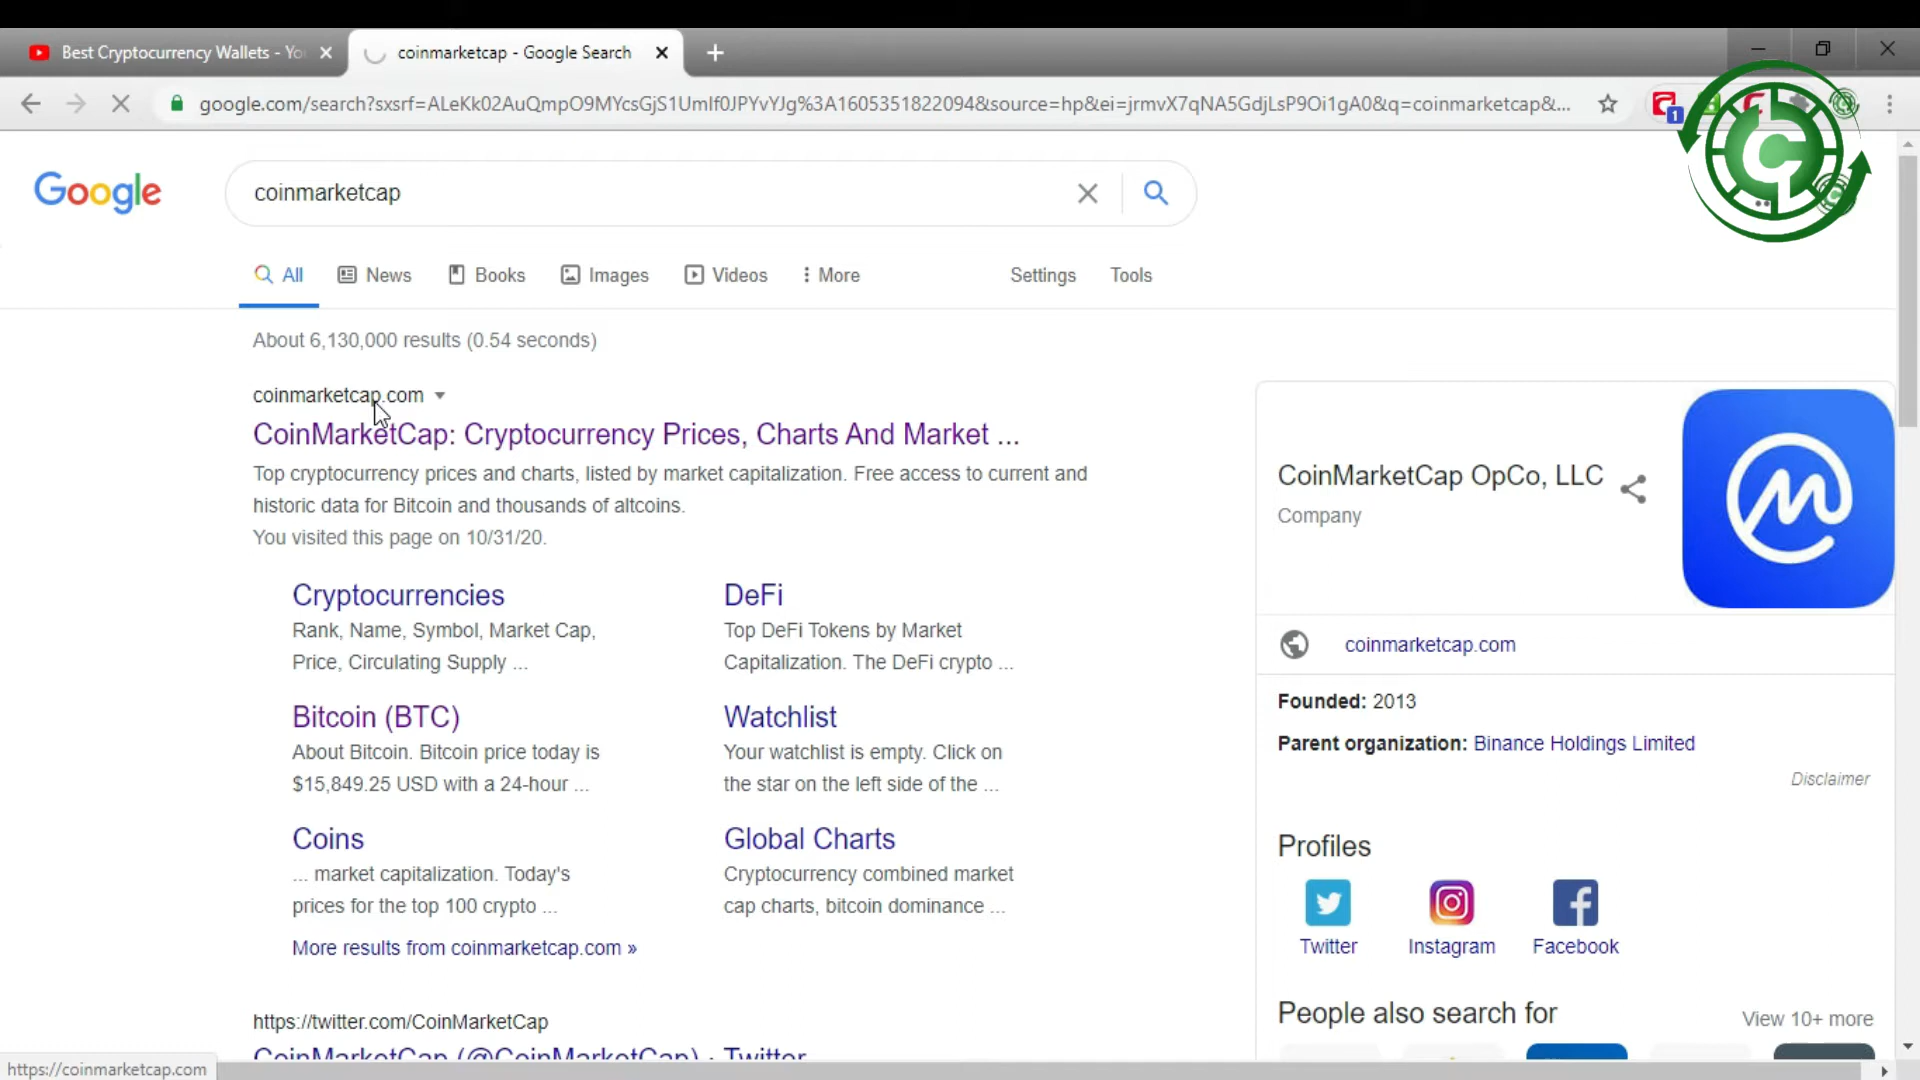 Best Cryptocurrency Wallets - Yo
coinmarketcap - Google Search
google.com/search?sxsrf=ALeKk02AuQmpO9MYcsGjS1UmIf0JPYvYJg%3A1605351822094&source=hp&ei=jrmvX7qNA5GdjLsP9Oi1gA0&q=coinmarketcap&...
1
Google
coinmarketcap
All
News
Books
Images
Videos
More
Settings
Tools
About 6,130,000 results (0.54 seconds)
coinmarketcap.com
CoinMarketCap: Cryptocurrency Prices, Charts And Market ...
Top cryptocurrency prices and charts, listed by market capitalization. Free access to current and
historic data for Bitcoin and thousands of altcoins.
You visited this page on 10/31/20.
Cryptocurrencies
Rank, Name, Symbol, Market Cap,
Price, Circulating Supply ...
DeFi
Top DeFi Tokens by Market
Capitalization. The DeFi crypto ...
Bitcoin (BTC)
About Bitcoin. Bitcoin price today is
$15,849.25 USD with a 24-hour ...
Watchlist
Your watchlist is empty. Click on
the star on the left side of the ...
Coins
... market capitalization. Today's
prices for the top 100 crypto ...
Global Charts
Cryptocurrency combined market
cap charts, bitcoin dominance ...
More results from coinmarketcap.com »
https://twitter.com/CoinMarketCap
CoinMarketCap (@CoinMarketCap) · Twitter
CoinMarketCap OpCo, LLC
Company
coinmarketcap.com
Founded: 2013
Parent organization: Binance Holdings Limited
Disclaimer
Profiles
Twitter
Instagram
Facebook
People also search for
View 10+ more
https://coinmarketcap.com